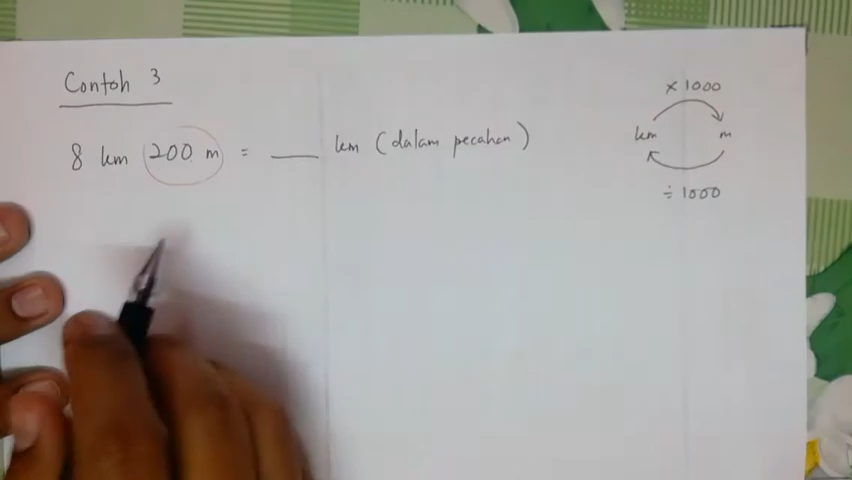 Contoh 3
8 km 200 m = ___ km (dalam pecahan)
× 1000
km m
÷ 1000